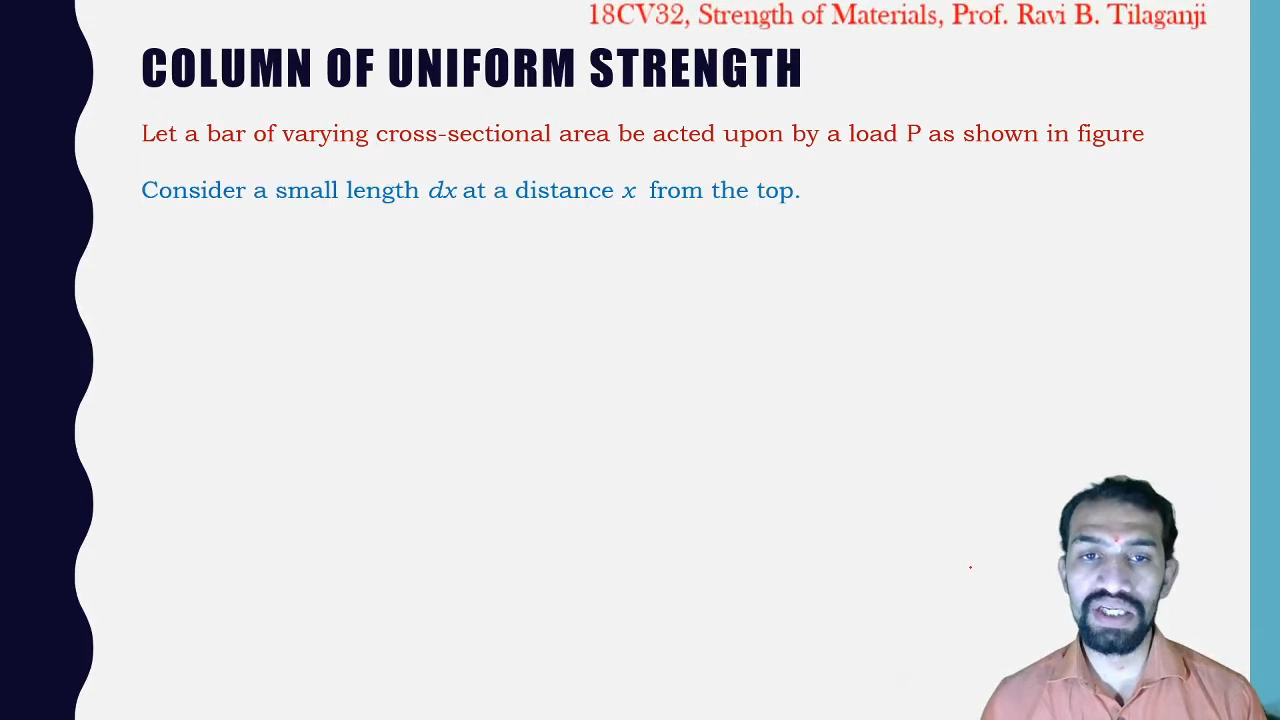 18CV32, Strength of Materials, Prof. Ravi B. Tilaganji
COLUMN OF UNIFORM STRENGTH
Let a bar of varying cross-sectional area be acted upon by a load P as shown in figure
Consider a small length dx at a distance x from the top.